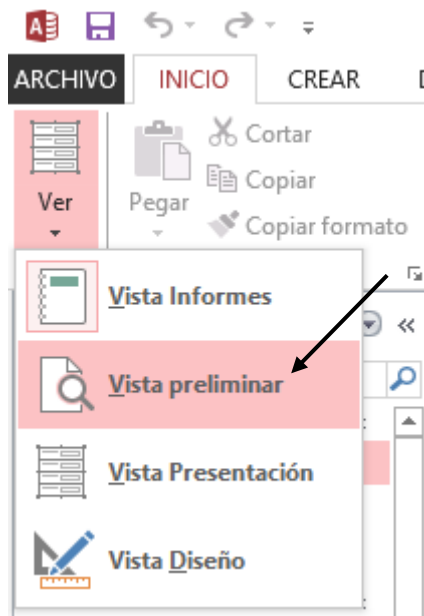 ARCHIVO INICIO CREAR
Ver
Pegar
Cortar
Copiar
Copiar formato
Vista Informes
Vista preliminar
Vista Presentación
Vista Diseño